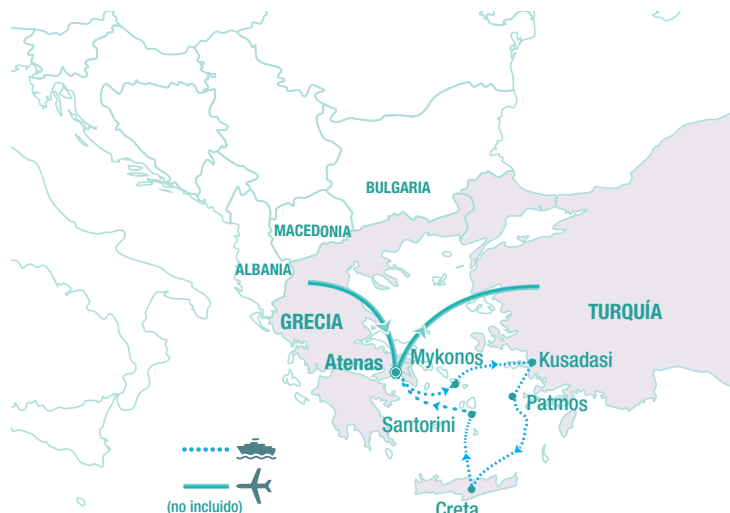 BULGARIA
MACEDONIA
ALBANIA
GRECIA
TURQUÍA
Atenas
Mykonos
Kusadasi
Patmos
Santorini
(no incluido)
Creta